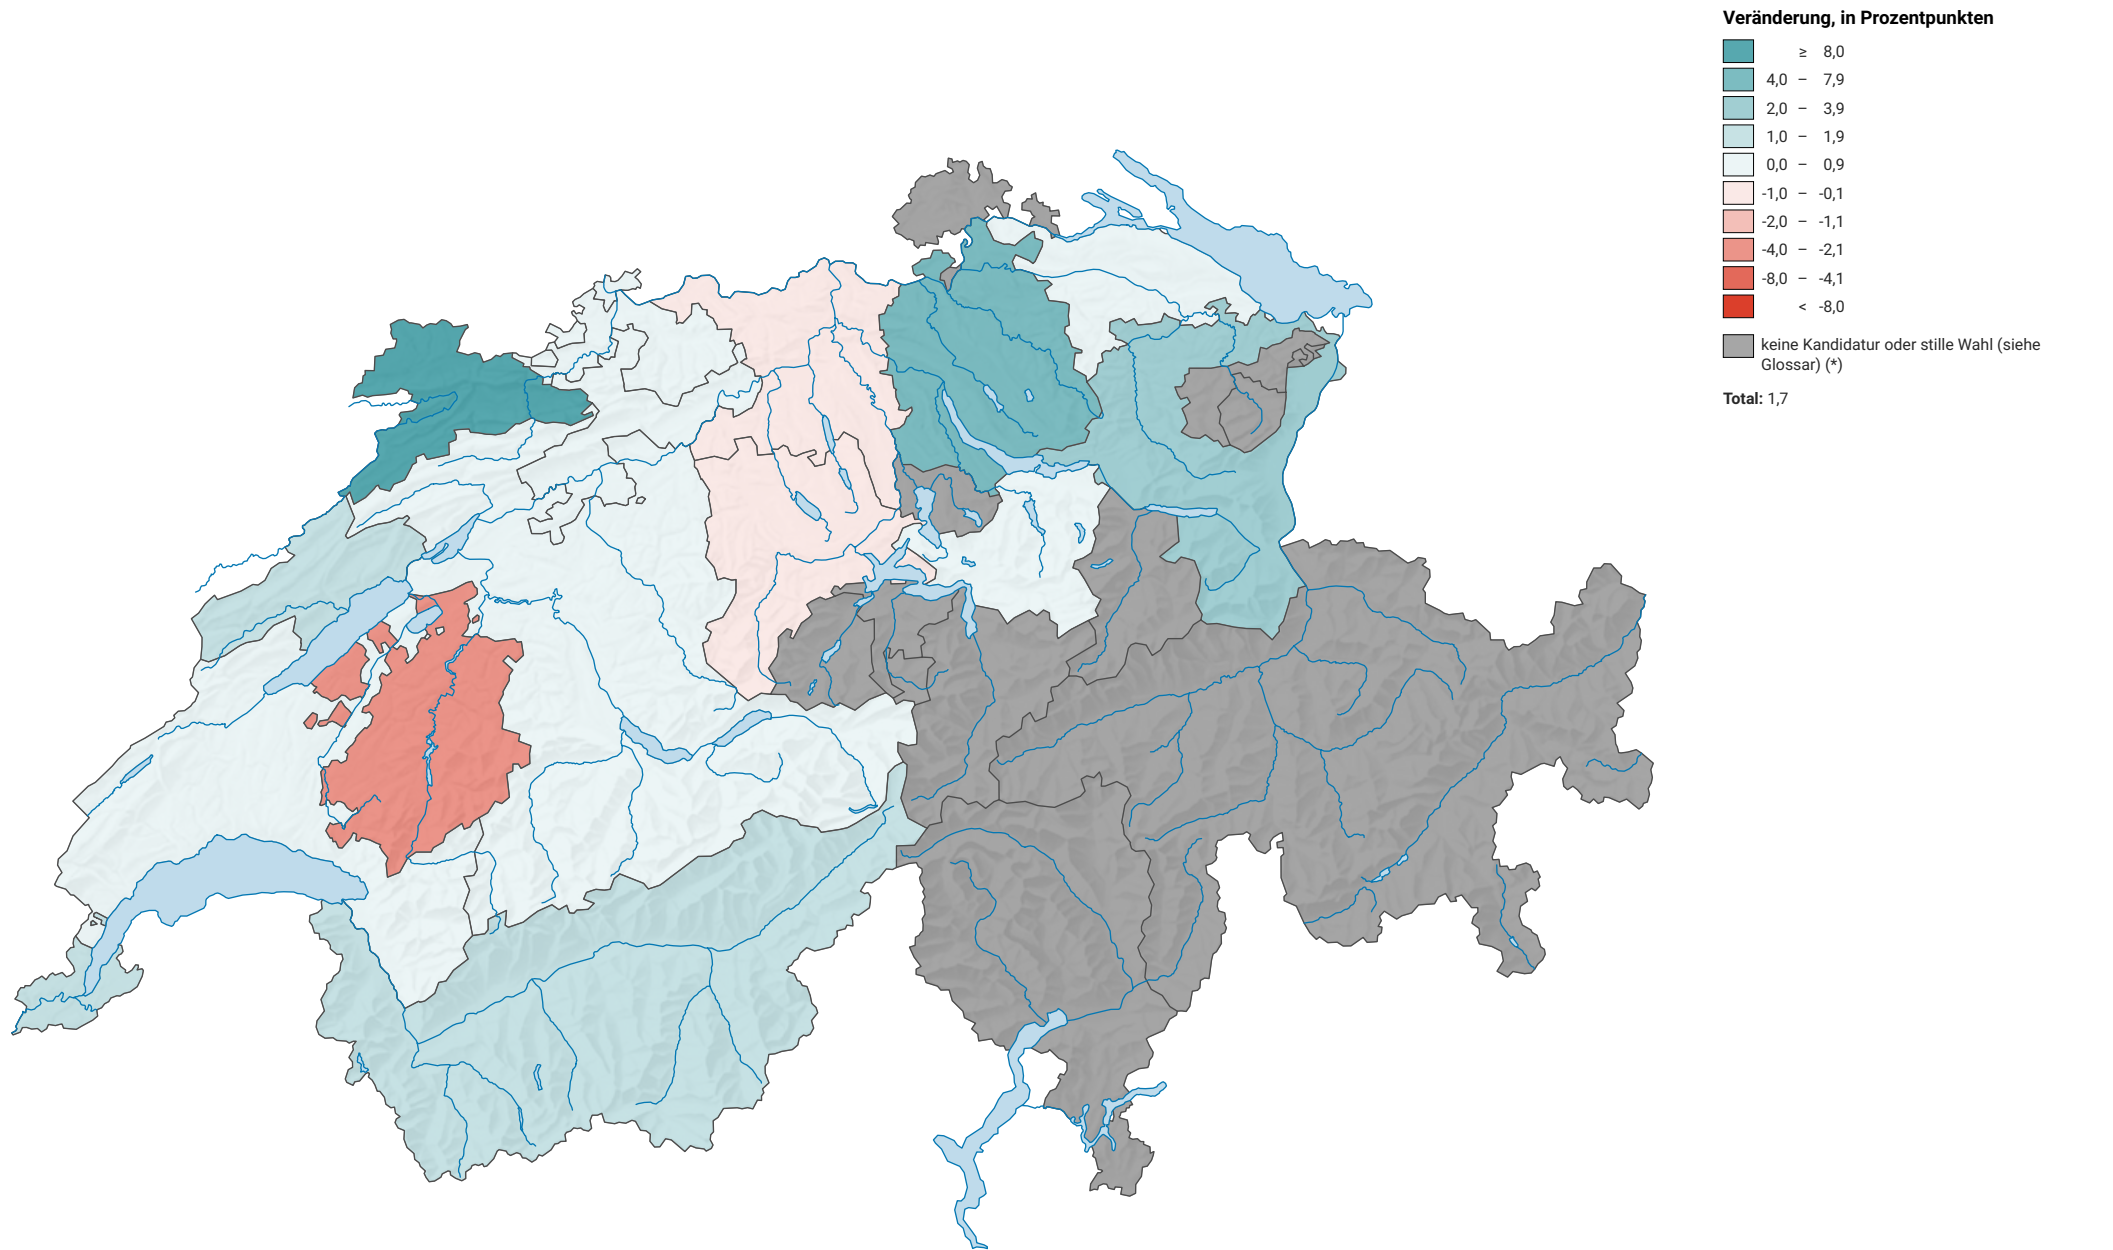 Veränderung, in Prozentpunkten
≥ 8,0
4,0 – 7,9
2,0 – 3,9
1,0 – 1,9
0,0 – 0,9
-1,0 – -0,1
-2,0 – -1,1
-4,0 – -2,1
-8,0 – -4,1
< -8,0
keine Kandidatur oder stille Wahl (siehe
Glossar) (*)
Total: 1,7